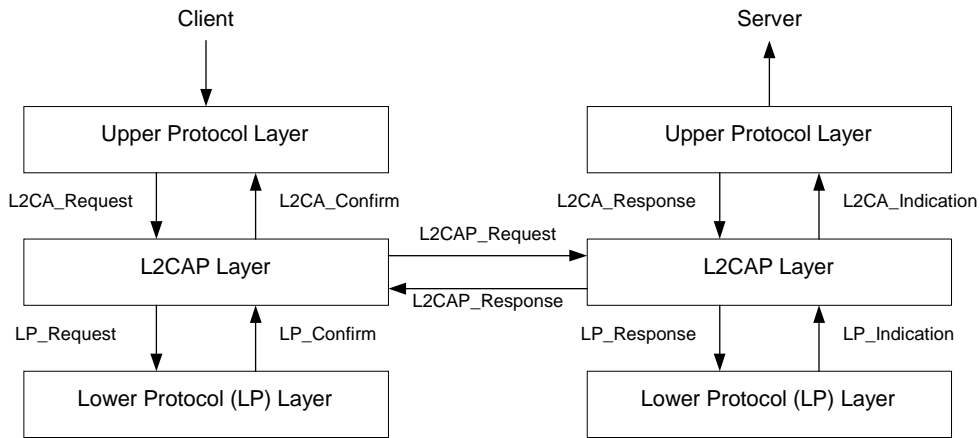 Client
Server
Upper Protocol Layer
Upper Protocol Layer
L2CA_Request
L2CA_Confirm
L2CA_Response
L2CA_Indication
L2CAP_Request
L2CAP Layer
L2CAP Layer
L2CAP_Response
LP_Request
LP_Confirm
LP_Response
LP_Indication
Lower Protocol (LP) Layer
Lower Protocol (LP) Layer